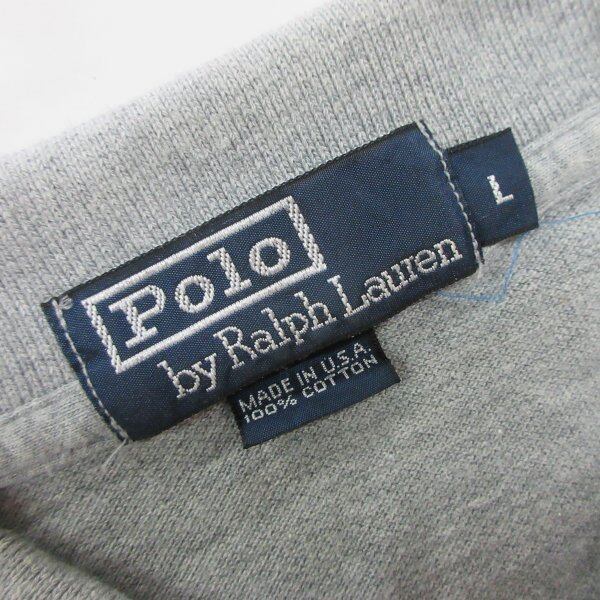 Polo
by Ralph Lauren
L
MADE IN U.S.A.
100% COTTON